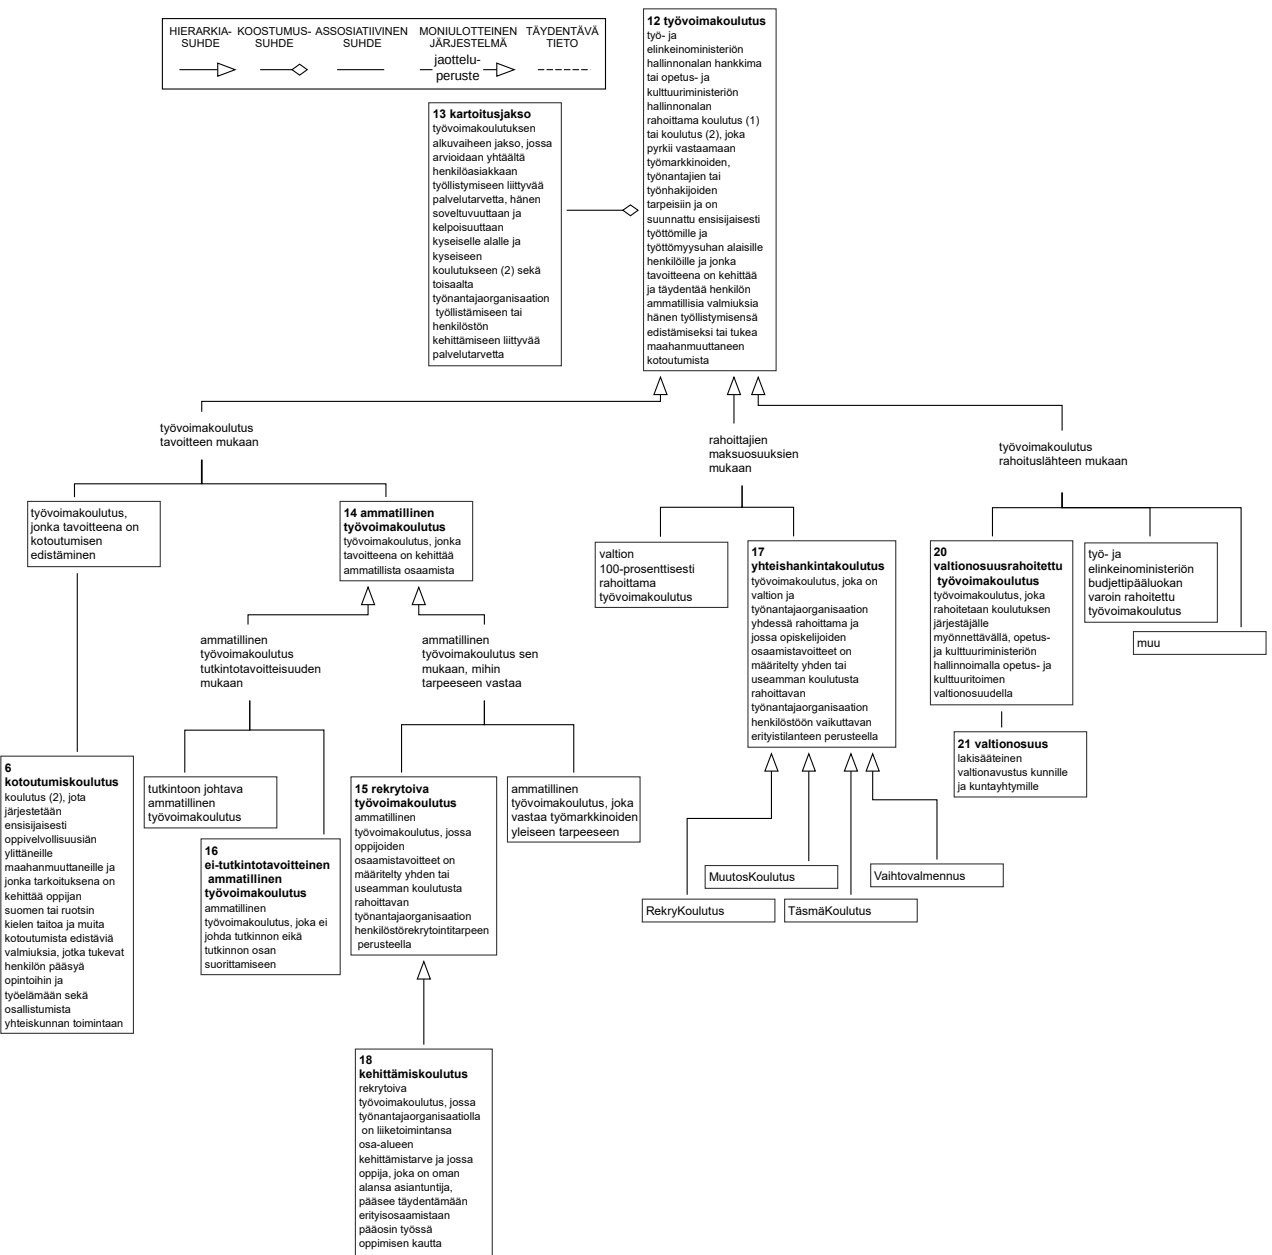 HIERARKIA-
SUHDE
KOOSTUMUS-
SUHDE
ASSOSIATIIVINEN
SUHDE
MONIULOTTEINEN
JÄRJESTELMÄ
TÄYDENTÄVÄ
TIETO
jaottelu-
peruste
12 työvoimakoulutus
työ- ja
elinkeinoministeriön
hallinnonalan hankkima
tai opetus- ja
kulttuuriministeriön
hallinnonalan
rahoittama koulutus (1)
tai koulutus (2), joka
pyrkii vastaamaan
työmarkkinoiden,
työnantajien tai
työnhakijoiden
tarpeisiin ja on
suunnattu ensisijaisesti
työttömille ja
työttömyysuhan alaisille
henkilöille ja jonka
tavoitteena on kehittää
ja täydentää henkilön
ammatillisia valmiuksia
hänen työllistymisensä
edistämiseksi tai tukea
maahanmuuttaneen
kotoutumista
13 kartoitusjakso
työvoimakoulutuksen
alkuvaiheen jakso, jossa
arvioidaan yhtäältä
henkilöasiakkaan
työllistymiseen liittyvää
palvelutarvetta, hänen
soveltuvuuttaan ja
kelpoisuuttaan
kyseiselle alalle ja
kyseiseen
koulutukseen (2) sekä
toisaalta
työnantajaorganisaation
työllistämiseen tai
henkilöstön
kehittämiseen liittyvää
palvelutarvetta
työvoimakoulutus
tavoitteen mukaan
rahoittajien
maksuosuuksien
mukaan
työvoimakoulutus
rahoituslähteen mukaan
työvoimakoulutus,
jonka tavoitteena on
kotoutumisen
edistäminen
14 ammatillinen
työvoimakoulutus
työvoimakoulutus, jonka
tavoitteena on kehittää
ammatillista osaamista
valtion
100-prosenttisesti
rahoittama
työvoimakoulutus
17
yhteishankintakoulutus
työvoimakoulutus, joka on
valtion ja
työnantajaorganisaation
yhdessä rahoittama ja
jossa opiskelijoiden
osaamistavoitteet on
määritelty yhden tai
useamman koulutusta
rahoittavan
työnantajaorganisaation
henkilöstöön vaikuttavan
erityistilanteen perusteella
20
valtionosuusrahoitettu
työvoimakoulutus
työvoimakoulutus, joka
rahoitetaan koulutuksen
järjestäjälle
myönnettävällä, opetus-
ja kulttuuriministeriön
hallinnoimalla opetus- ja
kulttuuritoimen
valtionosuudella
työ- ja
elinkeinoministeriön
budjettipääluokan
varoin rahoitettu
työvoimakoulutus
muu
ammatillinen
työvoimakoulutus
tutkintotavoitteisuuden
mukaan
ammatillinen
työvoimakoulutus sen
mukaan, mihin
tarpeeseen vastaa
21 valtionosuus
lakisääteinen
valtionavustus kunnille
ja kuntayhtymille
6
kotoutumiskoulutus
koulutus (2), jota
järjestetään
ensisijaisesti
oppivelvollisuusiän
ylittäneille
maahanmuuttaneille ja
jonka tarkoituksena on
kehittää oppijan
suomen tai ruotsin
kielen taitoa ja muita
kotoutumista edistäviä
valmiuksia, jotka tukevat
henkilön pääsyä
opintoihin ja
työelämään sekä
osallistumista
yhteiskunnan toimintaan
tutkintoon johtava
ammatillinen
työvoimakoulutus
16
ei-tutkintotavoitteinen
ammatillinen
työvoimakoulutus
ammatillinen
työvoimakoulutus, joka ei
johda tutkinnon eikä
tutkinnon osan
suorittamiseen
15 rekrytoiva
työvoimakoulutus
ammatillinen
työvoimakoulutus, jossa
oppijoiden
osaamistavoitteet on
määritelty yhden tai
useamman koulutusta
rahoittavan
työnantajaorganisaation
henkilöstörekrytointitarpeen
perusteella
ammatillinen
työvoimakoulutus, joka
vastaa työmarkkinoiden
yleiseen tarpeeseen
MuutosKoulutus
Vaihtovalmennus
RekryKoulutus
TäsmäKoulutus
18
kehittämiskoulutus
rekrytoiva
työvoimakoulutus, jossa
työnantajaorganisaatiolla
on liiketoimintansa
osa-alueen
kehittämistarve ja jossa
oppija, joka on oman
alansa asiantuntija,
pääsee täydentämään
erityisosaamistaan
pääosin työssä
oppimisen kautta